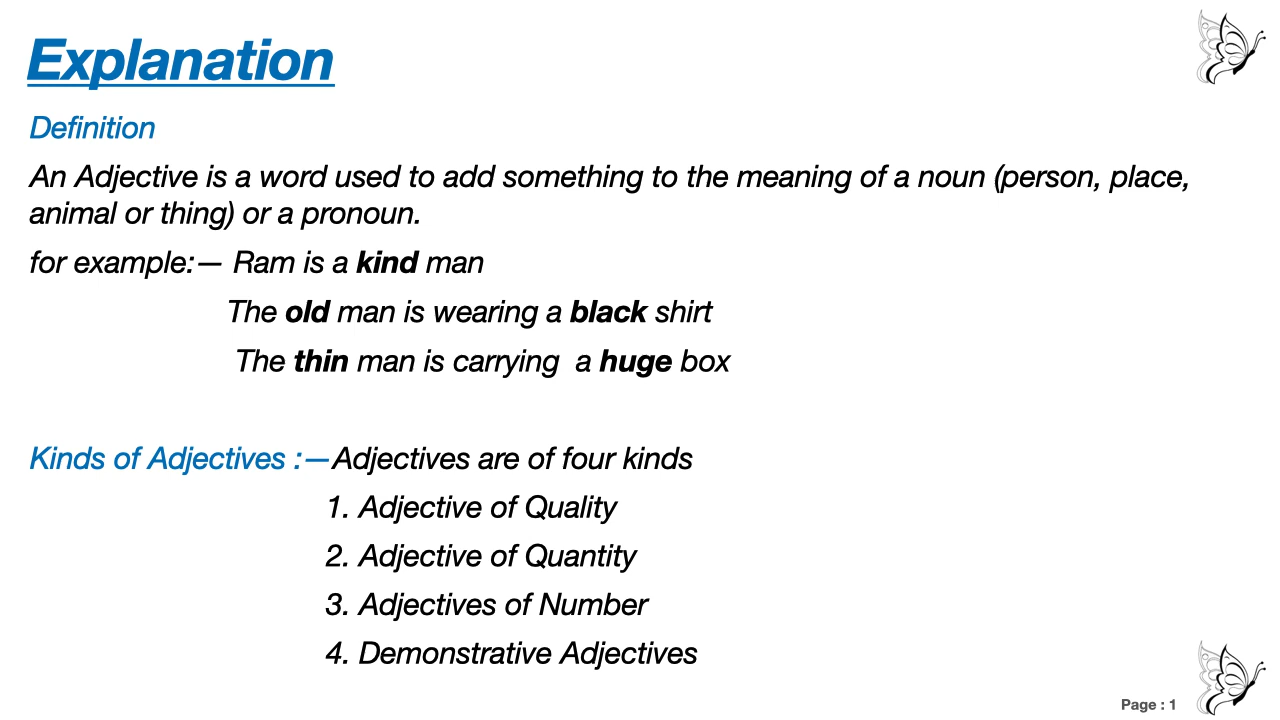 Explanation
Definition
An Adjective is a word used to add something to the meaning of a noun (person, place,
animal or thing) or a pronoun.
for example:— Ram is a kind man
The old man is wearing a black shirt
The thin man is carrying  a huge box
Kinds of Adjectives :—Adjectives are of four kinds
1. Adjective of Quality
2. Adjective of Quantity
3. Adjectives of Number
4. Demonstrative Adjectives
Page : 1